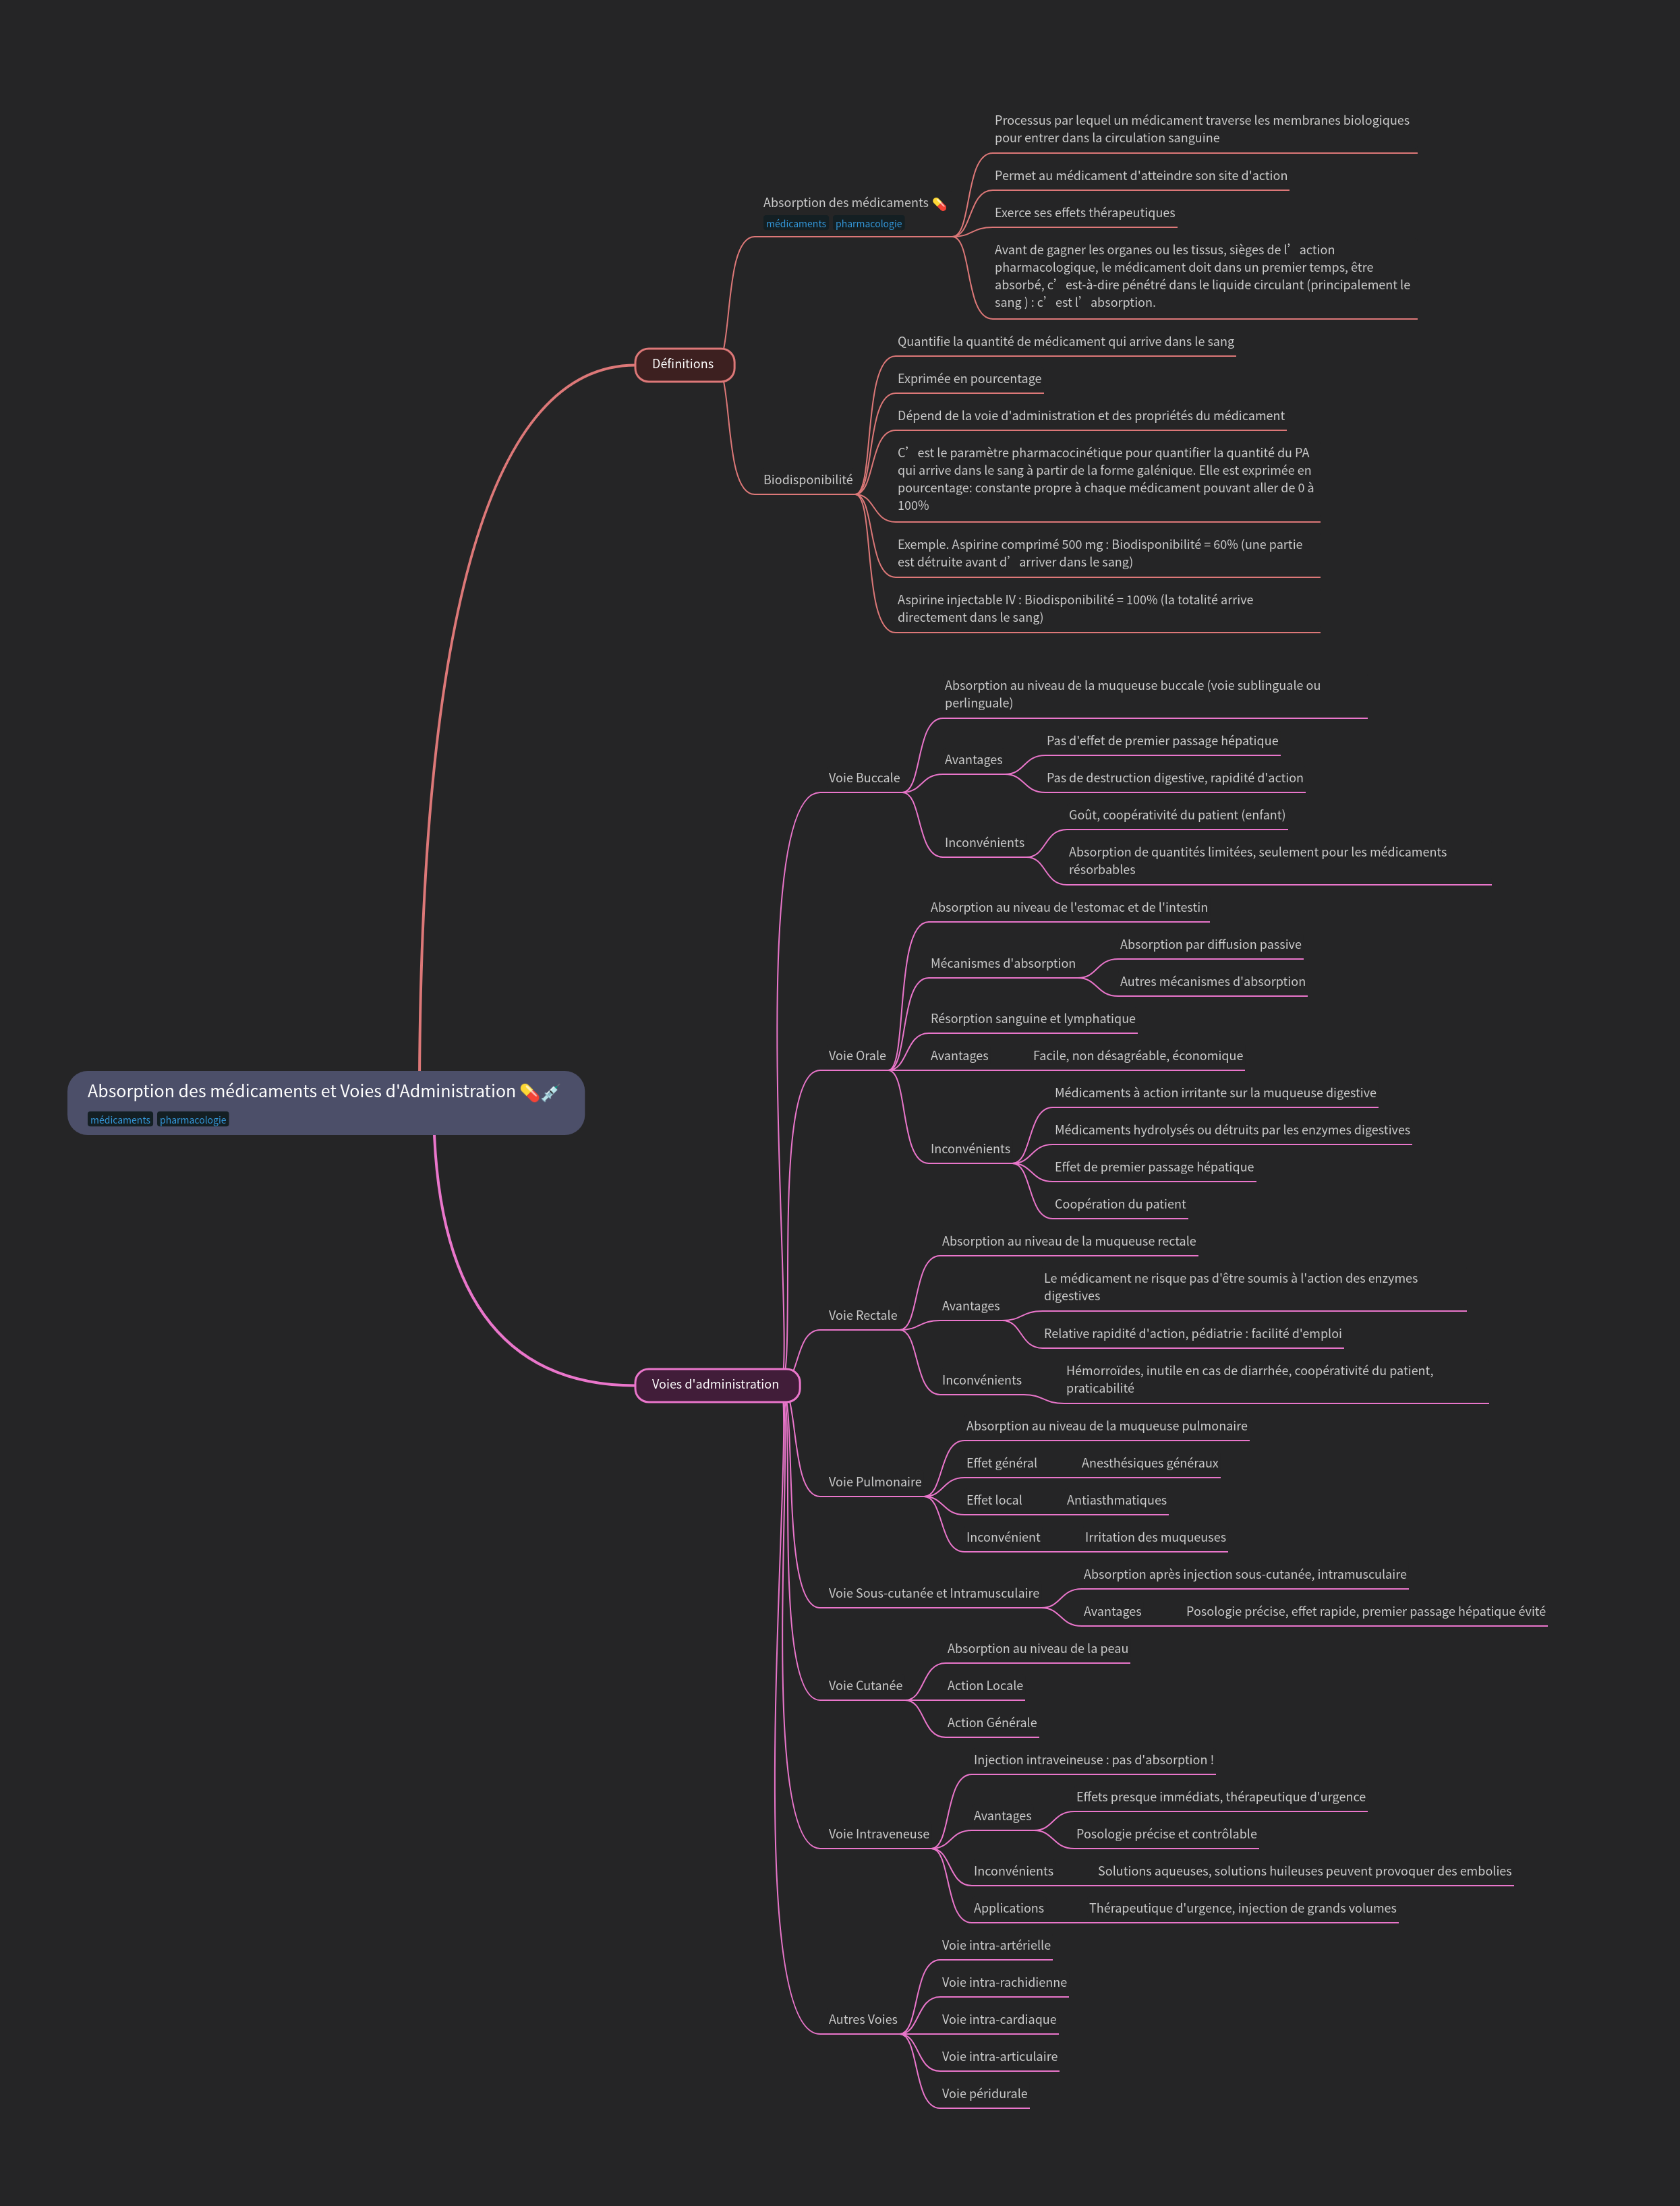 Absorption des médicaments et Voies d'Administration 💊💉
médicaments pharmacologie
Définitions
Absorption des médicaments 💊
médicaments pharmacologie
Processus par lequel un médicament traverse les membranes biologiques
pour entrer dans la circulation sanguine
Permet au médicament d'atteindre son site d'action
Exerce ses effets thérapeutiques
Avant de gagner les organes ou les tissus, sièges de l’action
pharmacologique, le médicament doit dans un premier temps, être
absorbé, c’est-à-dire pénétré dans le liquide circulant (principalement le
sang ) : c’est l’absorption.
Biodisponibilité
Quantifie la quantité de médicament qui arrive dans le sang
Exprimée en pourcentage
Dépend de la voie d'administration et des propriétés du médicament
C’est le paramètre pharmacocinétique pour quantifier la quantité du PA
qui arrive dans le sang à partir de la forme galénique. Elle est exprimée en
pourcentage: constante propre à chaque médicament pouvant aller de 0 à
100%
Exemple. Aspirine comprimé 500 mg : Biodisponibilité = 60% (une partie
est détruite avant d’arriver dans le sang)
Aspirine injectable IV : Biodisponibilité = 100% (la totalité arrive
directement dans le sang)
Voies d'administration
Voie Buccale
Absorption au niveau de la muqueuse buccale (voie sublinguale ou
perlinguale)
Avantages
Pas d'effet de premier passage hépatique
Pas de destruction digestive, rapidité d'action
Inconvénients
Goût, coopérativité du patient (enfant)
Absorption de quantités limitées, seulement pour les médicaments
résorbables
Voie Orale
Absorption au niveau de l'estomac et de l'intestin
Mécanismes d'absorption
Absorption par diffusion passive
Autres mécanismes d'absorption
Résorption sanguine et lymphatique
Avantages
Facile, non désagréable, économique
Inconvénients
Médicaments à action irritante sur la muqueuse digestive
Médicaments hydrolysés ou détruits par les enzymes digestives
Effet de premier passage hépatique
Coopération du patient
Voie Rectale
Absorption au niveau de la muqueuse rectale
Avantages
Le médicament ne risque pas d'être soumis à l'action des enzymes
digestives
Relative rapidité d'action, pédiatrie : facilité d'emploi
Inconvénients
Hémorroïdes, inutile en cas de diarrhée, coopérativité du patient,
praticabilité
Voie Pulmonaire
Absorption au niveau de la muqueuse pulmonaire
Effet général
Anesthésiques généraux
Effet local
Antiasthmatiques
Inconvénient
Irritation des muqueuses
Voie Sous-cutanée et Intramusculaire
Absorption après injection sous-cutanée, intramusculaire
Avantages
Posologie précise, effet rapide, premier passage hépatique évité
Voie Cutanée
Absorption au niveau de la peau
Action Locale
Action Générale
Voie Intraveneuse
Injection intraveineuse : pas d'absorption !
Avantages
Effets presque immédiats, thérapeutique d'urgence
Posologie précise et contrôlable
Inconvénients
Solutions aqueuses, solutions huileuses peuvent provoquer des embolies
Applications
Thérapeutique d'urgence, injection de grands volumes
Autres Voies
Voie intra-artérielle
Voie intra-rachidienne
Voie intra-cardiaque
Voie intra-articulaire
Voie péridurale